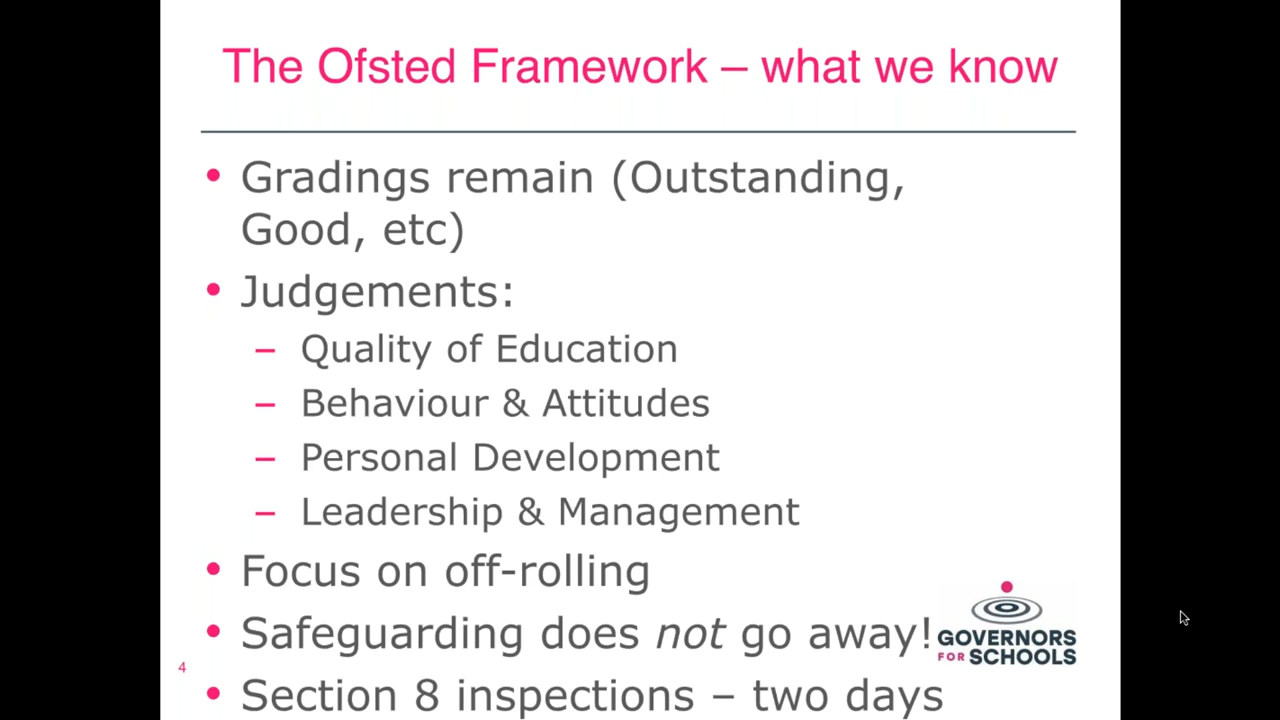 The Ofsted Framework – what we know
• Gradings remain (Outstanding,
Good, etc)
• Judgements:
– Quality of Education
– Behaviour & Attitudes
– Personal Development
– Leadership & Management
• Focus on off-rolling
• Safeguarding does not go away!
• Section 8 inspections – two days
4
GOVERNORS
FOR SCHOOLS